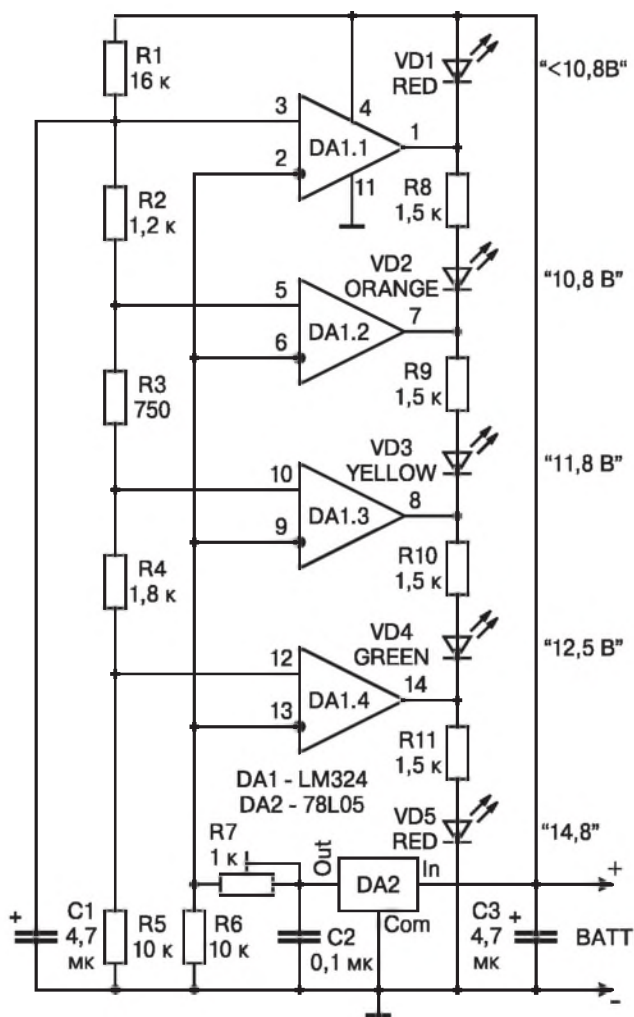 R1
16 к
VD1
RED
“<10,8В“
3
4
2
DA1.1
1
11
R2
1,2 к
R8
1,5 к
VD2
ORANGE
“10,8 В”
5
6
DA1.2
7
R3
750
R9
1,5 к
VD3
YELLOW
“11,8 В”
10
9
DA1.3
8
R4
1,8 к
R10
1,5 к
VD4
GREEN
“12,5 В”
12
13
DA1.4
14
R11
1,5 к
DA1 - LM324
DA2 - 78L05
VD5
RED
“14,8”
R7
1 к
Out
DA2
In
Com
+
+
C1
4,7
мк
R5
10 к
R6
10 к
C2
0,1 мк
C3
4,7
мк
+
BATT
-